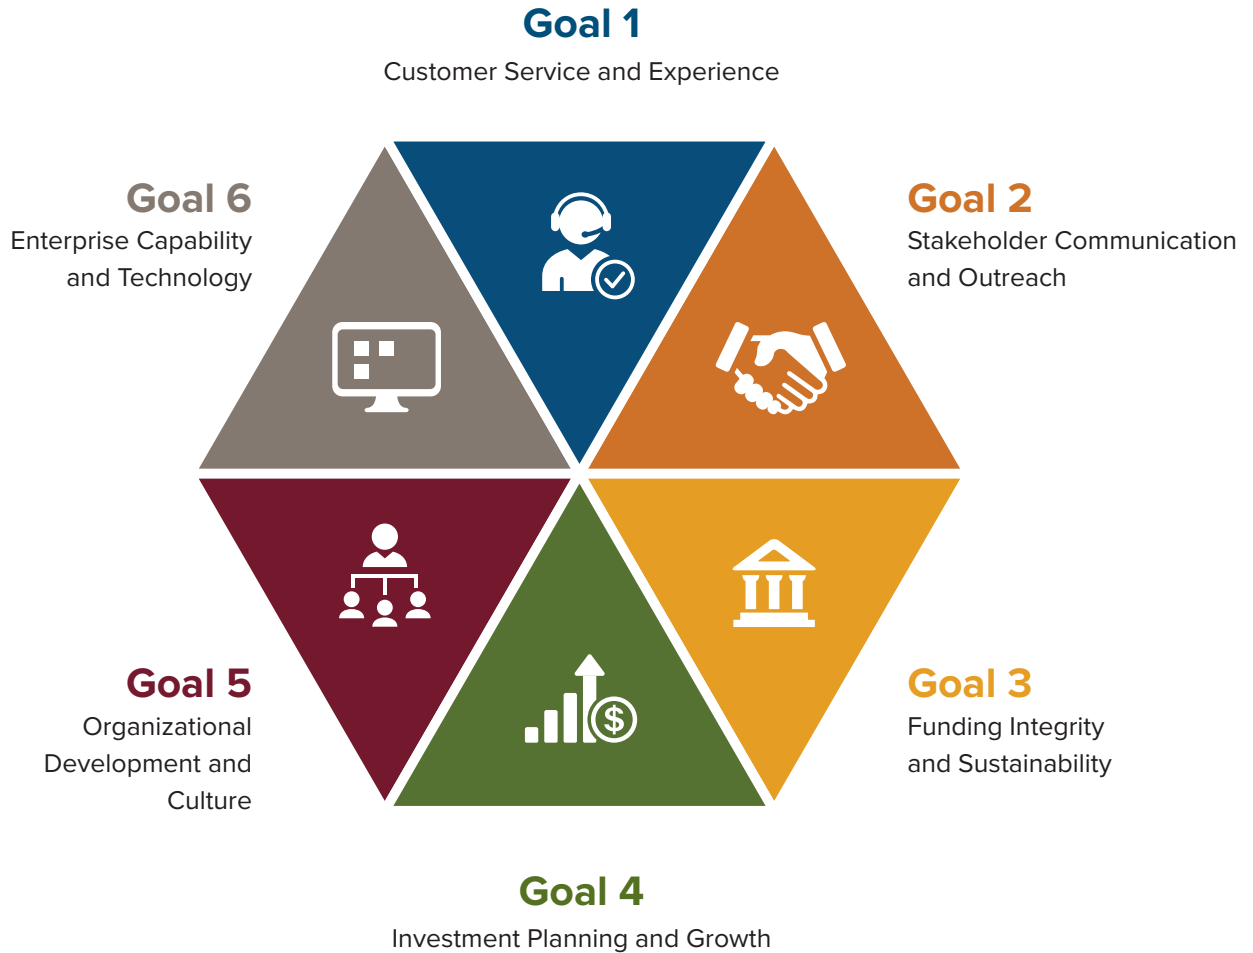 Goal 1
Customer Service and Experience
Goal 6
Enterprise Capability
and Technology
Goal 2
Stakeholder Communication
and Outreach
Goal 5
Organizational
Development and
Culture
Goal 3
Funding Integrity
and Sustainability
$
Goal 4
Investment Planning and Growth